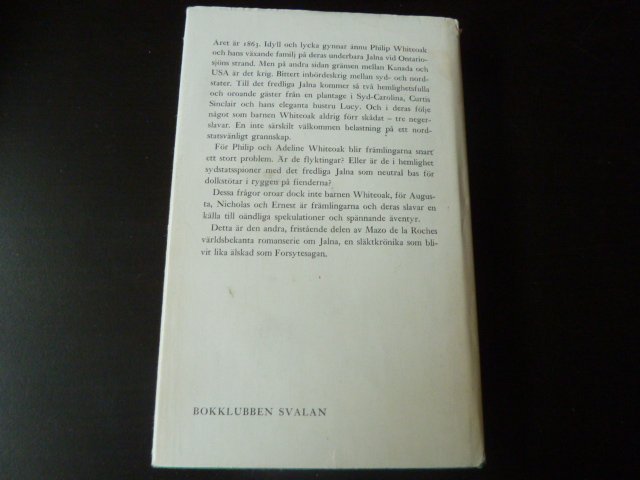 Året är 1863. Idyll och lycka gynnar ännu Philip Whiteoak
och hans växande familj på deras underbara Jalna vid Ontario-
sjöns strand. Men på andra sidan gränsen mellan Kanada och
USA är det krig. Bittert inbördeskrig mellan syd- och nord-
stater. Till det fredliga Jalna kommer så två hemlighetsfulla
och oroande gäster från en plantage i Syd-Carolina, Curtis
Sinclair och hans eleganta hustru Lucy. Och i deras följe
något som barnen Whiteoak aldrig förr skådat – tre neger-
slavar. En inte särskilt välkommen belastning på ett nord-
statsvänligt grannskap.
För Philip och Adeline Whiteoak blir främlingarna snart
ett stort problem. Är de flyktingar? Eller är de i hemlighet
sydstatsspioner med det fredliga Jalna som neutral bas för
dolkstötar i ryggen på fienderna?
Dessa frågor oroar dock inte barnen Whiteoak, för Augus-
ta, Nicholas och Ernest är främlingarna och deras slavar en
källa till oändliga spekulationer och spännande äventyr.
Detta är den andra, fristående delen av Mazo de la Roches
världsbekanta romanserie om Jalna, en släktkrönika som bli-
vit lika älskad som Forsytesagan.
BOKKLUBBEN SVALAN